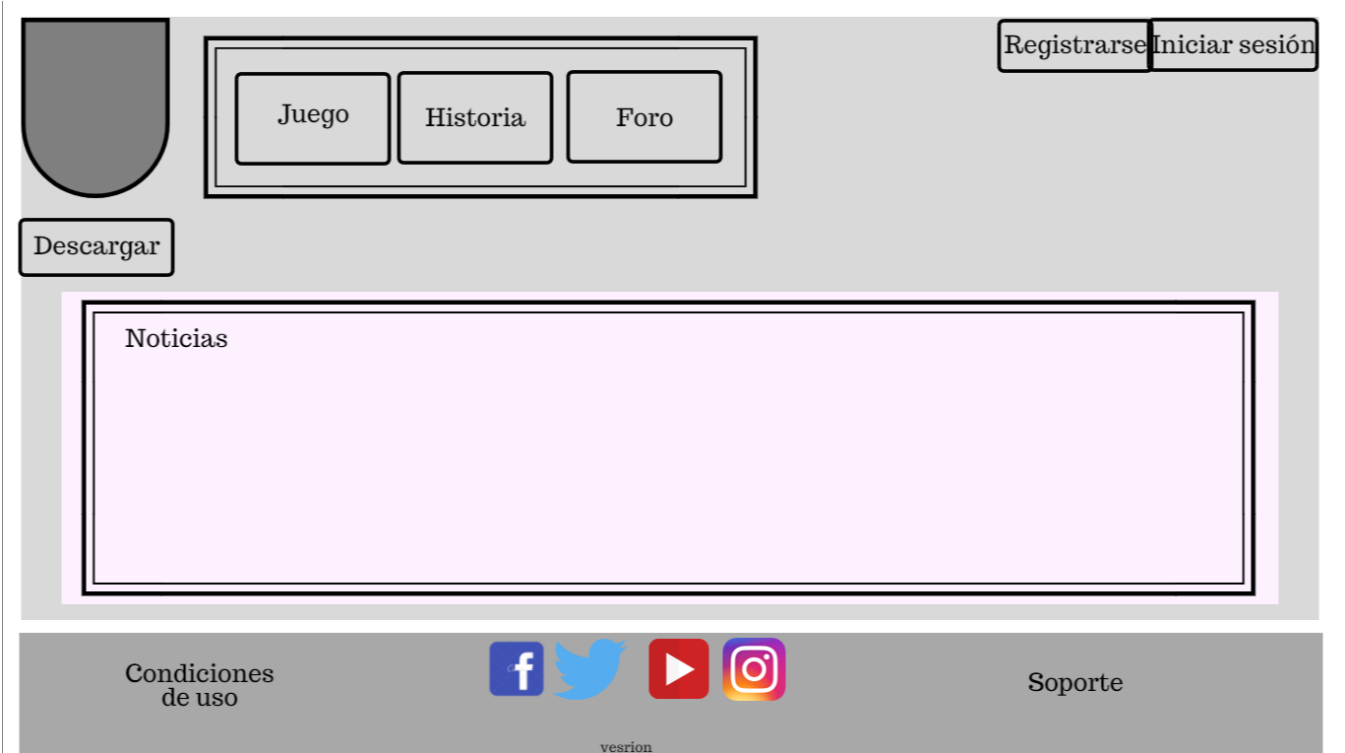 Registrarse
Iniciar sesión
Juego
Historia
Foro
Descargar
Noticias
Condiciones
de uso
Soporte
vesrion